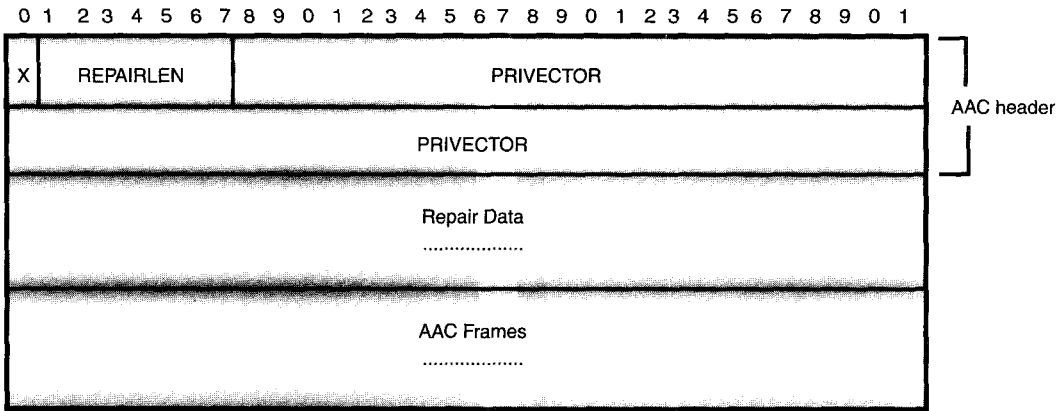 0 1 2 3 4 5 6 7 8 9 0 1 2 3 4 5 6 7 8 9 0 1 2 3 4 5 6 7 8 9 0 1
X REPAIRLEN PRIVECTOR
AAC header
PRIVECTOR
Repair Data
...................
AAC Frames
...................